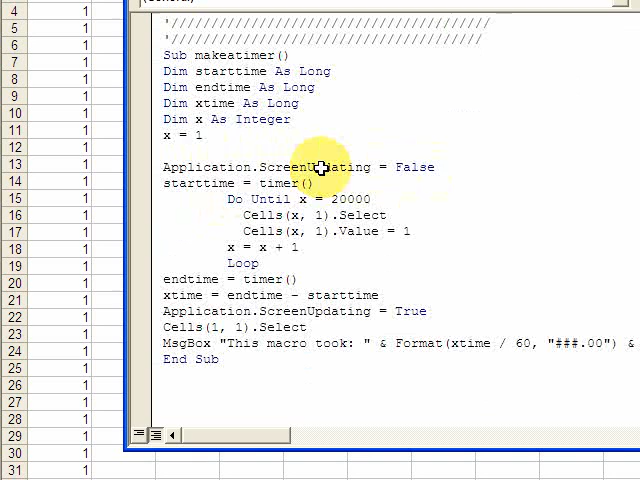 '////////////////////////////////////////
'///////////////////////////////////////
Sub makeatimer()
Dim starttime As Long
Dim endtime As Long
Dim xtime As Long
Dim x As Integer
x = 1
Application.ScreenUpdating = False
starttime = timer()
Do Until x = 20000
Cells(x, 1).Select
Cells(x, 1).Value = 1
x = x + 1
Loop
endtime = timer()
xtime = endtime - starttime
Application.ScreenUpdating = True
Cells(1, 1).Select
MsgBox "This macro took: " & Format(xtime / 60, "###.00") &
End Sub
4 1
5 1
6 1
7 1
8 1
9 1
10 1
11 1
12 1
13 1
14 1
15 1
16 1
17 1
18 1
19 1
20 1
21 1
22 1
23 1
24 1
25 1
26 1
27 1
28 1
29 1
30 1
31 1